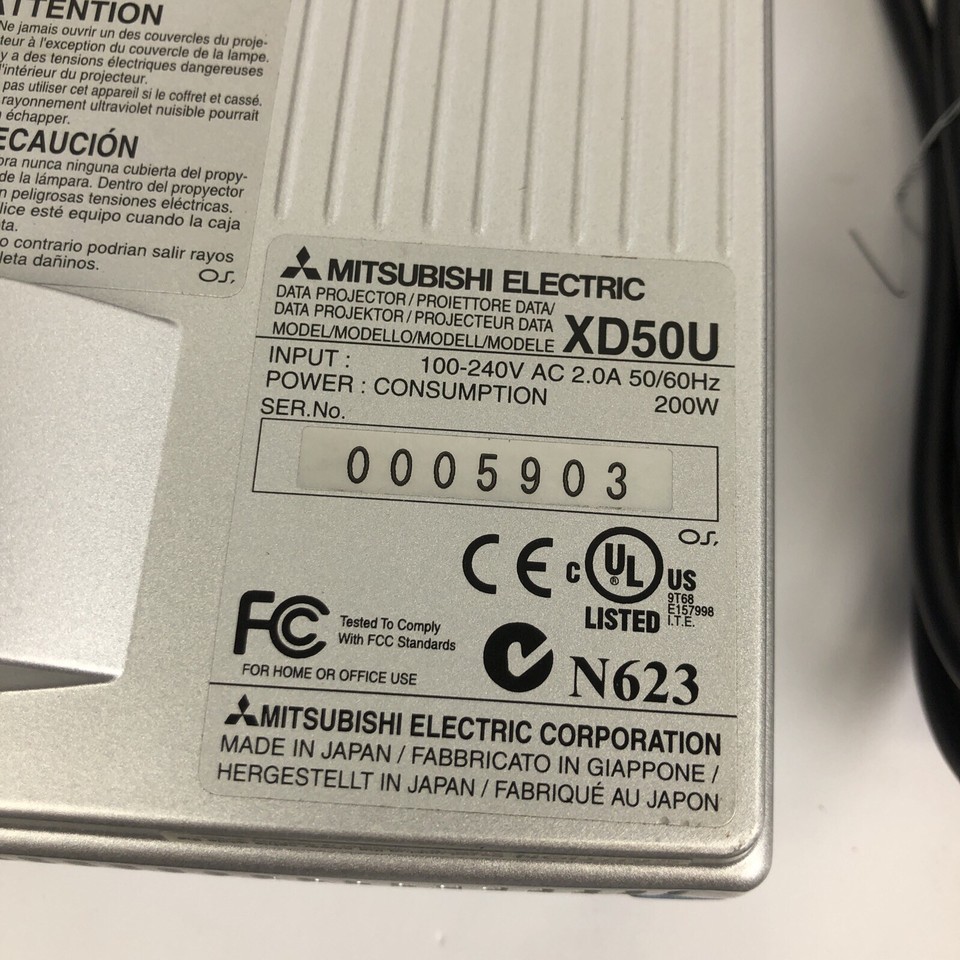 ATTENTION
Ne jamais ouvrir un des couvercles du proje-
teur à l'exception du couvercle de la lampe.
y a des tensions électriques dangereuses
l'intérieur du projecteur.
pas utiliser cet appareil si le coffret et cassé.
rayonnement ultraviolet nuisible pourrait
échapper.
ECAUCIÓN
ora nunca ninguna cubierta del propy-
de la lámpara. Dentro del propyector
n peligrosas tensiones eléctricas.
lice esté equipo cuando la caja
ta.
o contrario podrian salir rayos
leta dañinos.
MITSUBISHI ELECTRIC
DATA PROJECTOR / PROIETTORE DATA/
DATA PROJEKTOR / PROJECTEUR DATA
MODEL/MODELLO/MODELL/MODELE XD50U
INPUT : 100-240V AC 2.0A 50/60Hz
POWER : CONSUMPTION 200W
SER.No.
0005903
CE
C UL ® US
LISTED
9T68
E157998
I.T.E.
FC Tested To Comply
With FCC Standards
FOR HOME OR OFFICE USE
N623
MITSUBISHI ELECTRIC CORPORATION
MADE IN JAPAN / FABBRICATO IN GIAPPONE /
HERGESTELLT IN JAPAN / FABRIQUÉ AU JAPON